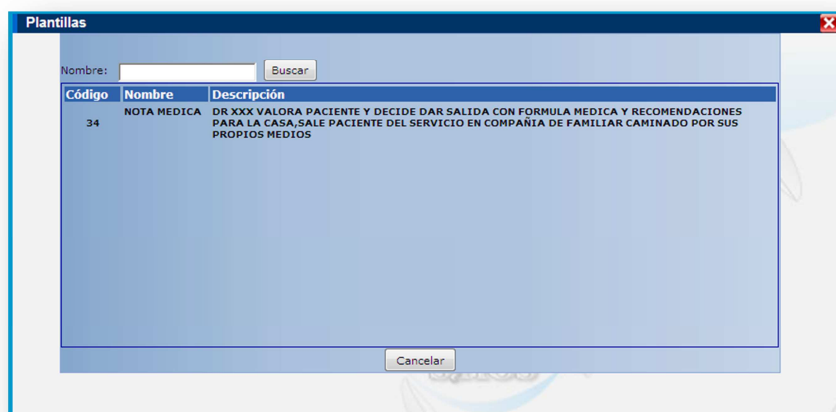 Plantillas
Nombre: Buscar
Código Nombre Descripción
34 NOTA MEDICA DR XXX VALORA PACIENTE Y DECIDE DAR SALIDA CON FORMULA MEDICA Y RECOMENDACIONES
PARA LA CASA,SALE PACIENTE DEL SERVICIO EN COMPAÑIA DE FAMILIAR CAMINADO POR SUS
PROPIOS MEDIOS
Cancelar